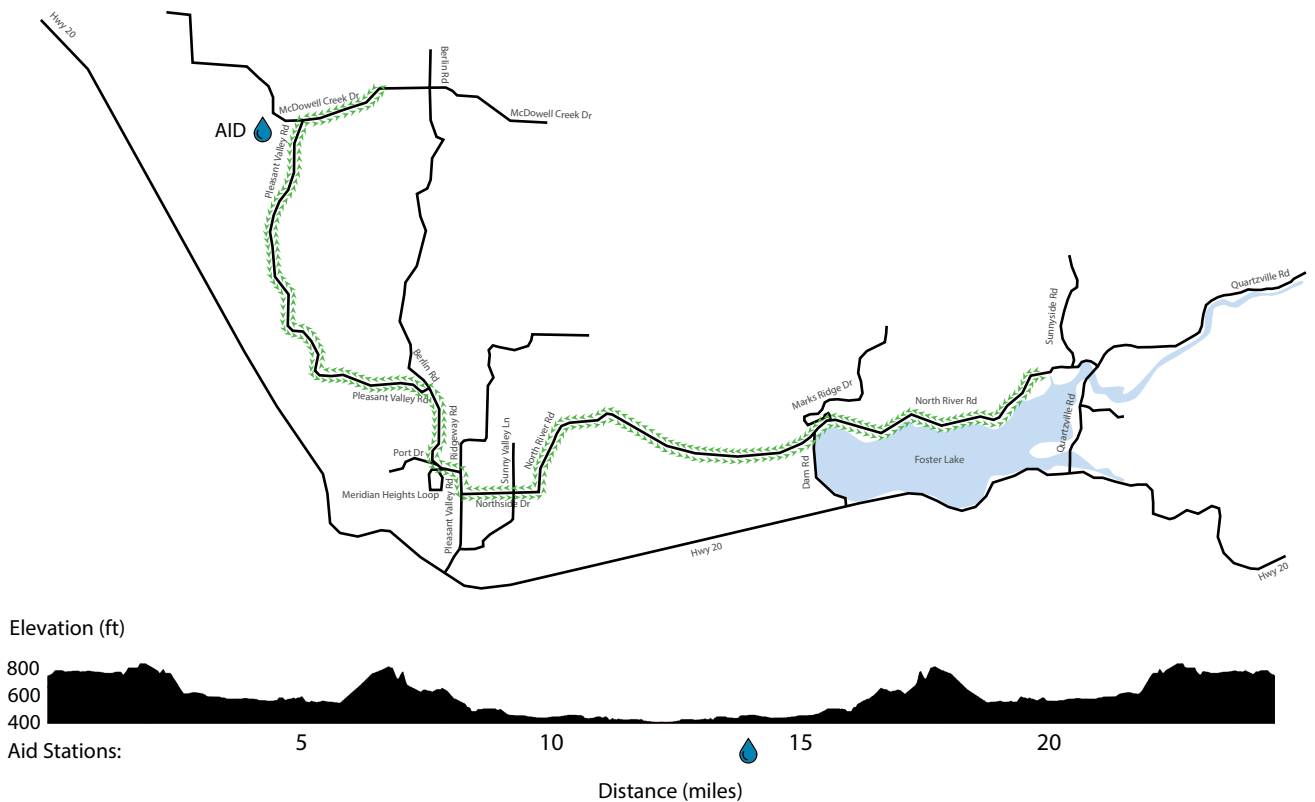 Hwy 20
Berlin Rd
McDowell Creek Dr
McDowell Creek Dr
AID
Pleasant Valley Rd
Quartzville Rd
Sunnyside Rd
Berlin Rd
Pleasant Valley Rd
Marks Ridge Dr
North River Rd
Ridgeway Rd
Sunny Valley Ln
North River Rd
Quartzville Rd
Port Dr
Foster Lake
Dam Rd
Meridian Heights Loop
Pleasant Valley Rd
Northside Dr
Hwy 20
Hwy 20
Elevation (ft)
800
600
400
Aid Stations:
5
10
15
20
Distance (miles)